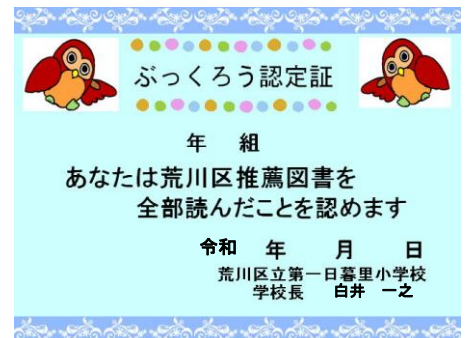 ぶっくろう認定証
年　組
あなたは荒川区推薦図書を
全部読んだことを認めます
令和　年　月　日
荒川区立第一日暮里小学校
学校長　白井　一之